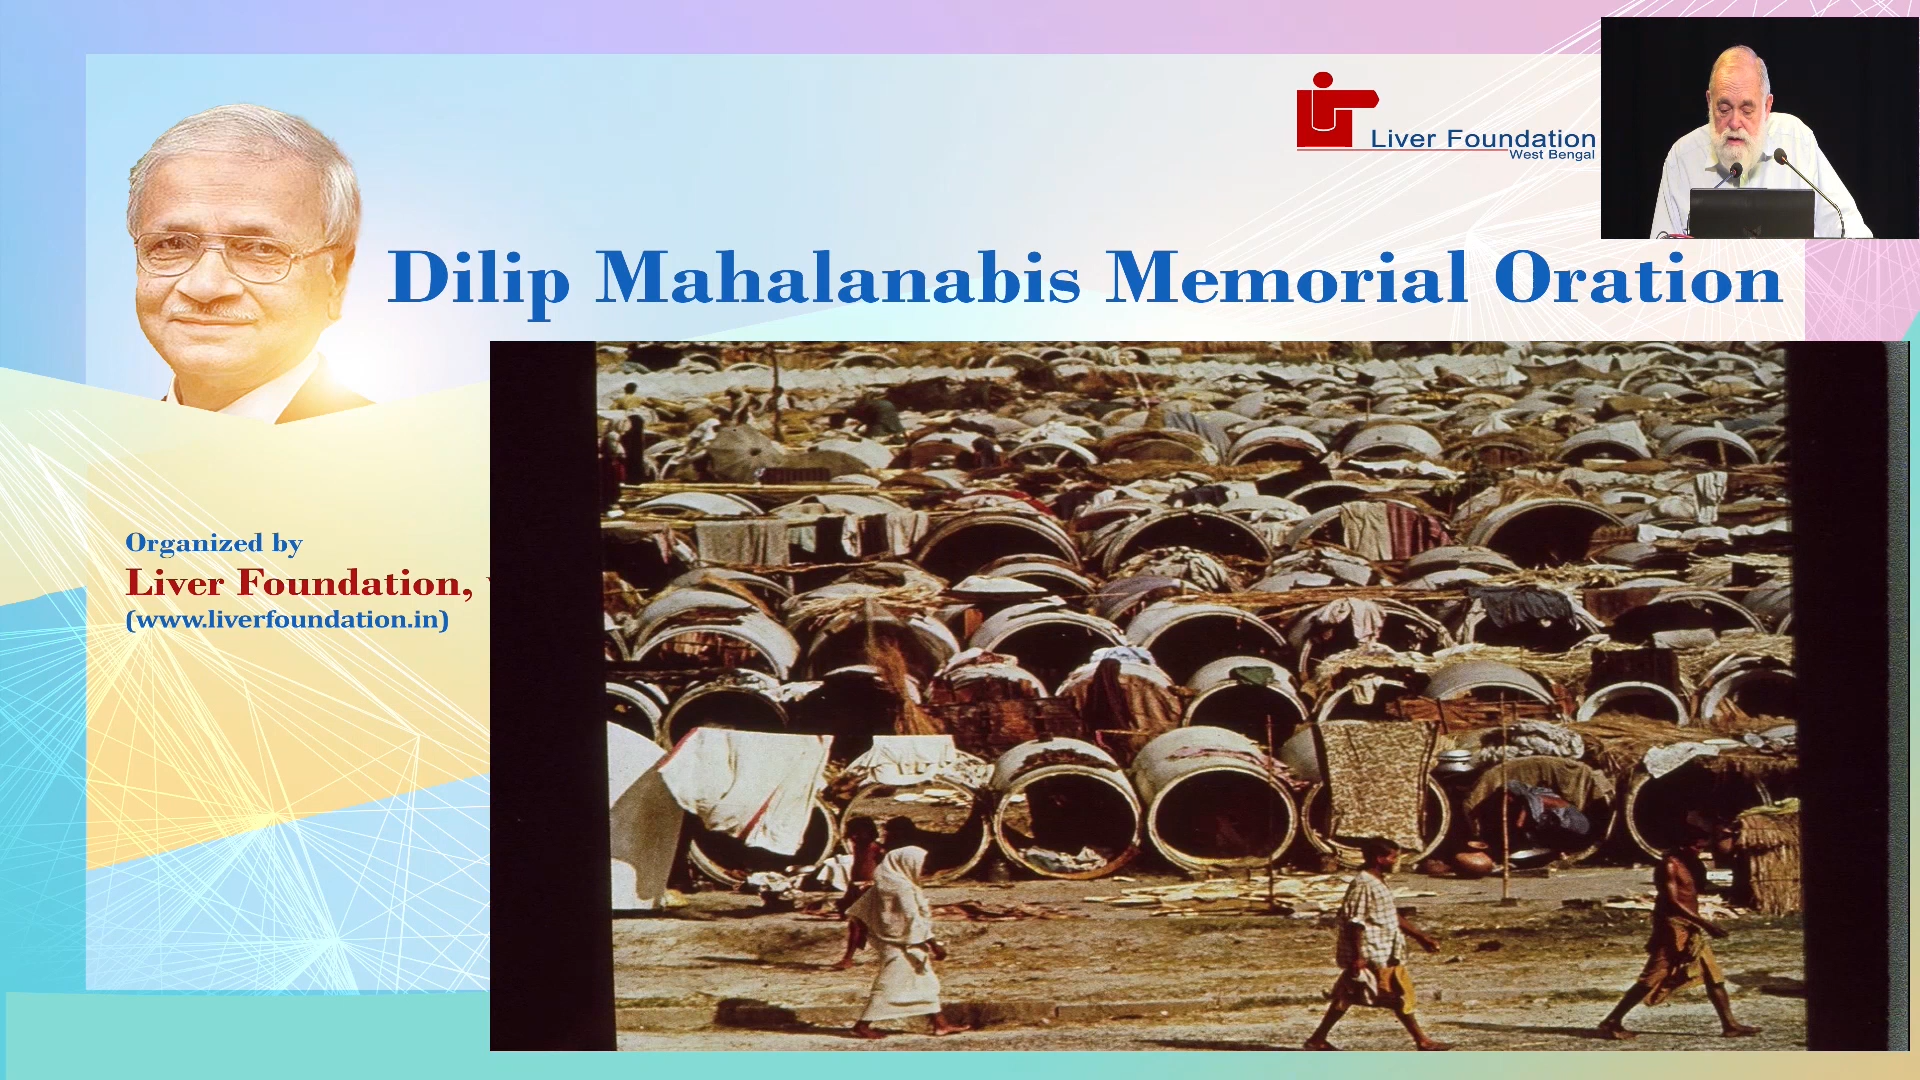 Liver Foundation
West Bengal
Dilip Mahalanabis Memorial Oration
Organized by
Liver Foundation,
(www.liverfoundation.in)